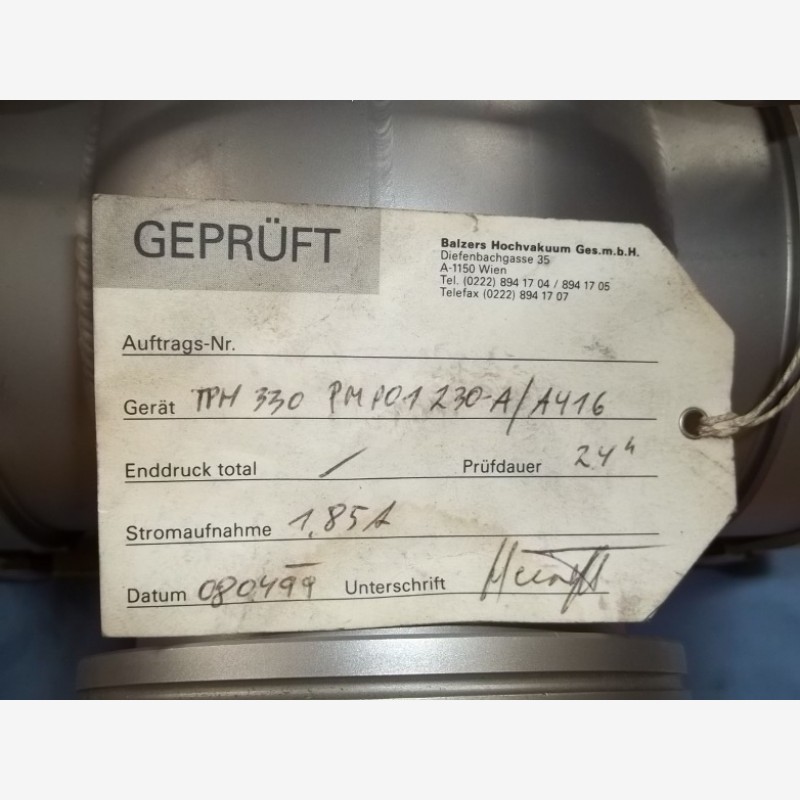 GEPRÜFT
Balzers Hochvakuum Ges.m.b.H.
Diefenbachgasse 35
A-1150 Wien
Tel. (0222) 894 17 04 / 894 17 05
Telefax (0222) 894 17 07
Auftrags-Nr.
Gerät TPH 330 PM P01 230-A/A416
Enddruck total / Prüfdauer 24h
Stromaufnahme 1,85A
Datum 080499 Unterschrift